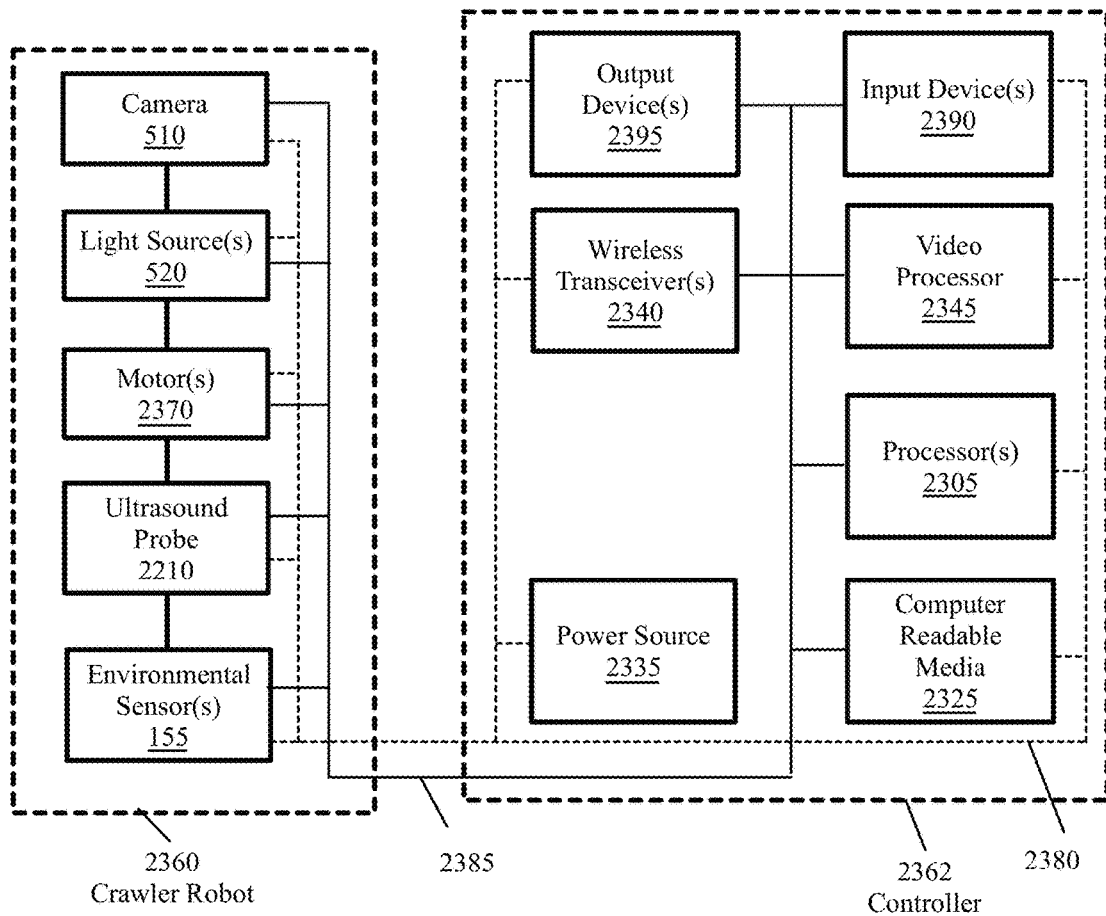 Camera
510
Light Source(s)
520
Motor(s)
2370
Ultrasound
Probe
2210
Environmental
Sensor(s)
155
2360
Crawler Robot
2385
Output
Device(s)
2395
Input Device(s)
2390
Wireless
Transceiver(s)
2340
Video
Processor
2345
Processor(s)
2305
Power Source
2335
Computer
Readable
Media
2325
2362
Controller
2380